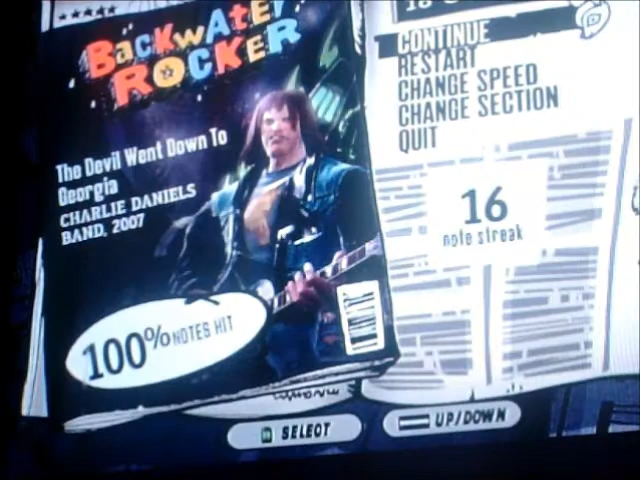 BACKWATER
ROCKER
The Devil Went Down To
Georgia
CHARLIE DANIELS
BAND, 2007
100% NOTES HIT
CONTINUE
RESTART
CHANGE SPEED
CHANGE SECTION
QUIT
16
note streak
SELECT
UP/DOWN